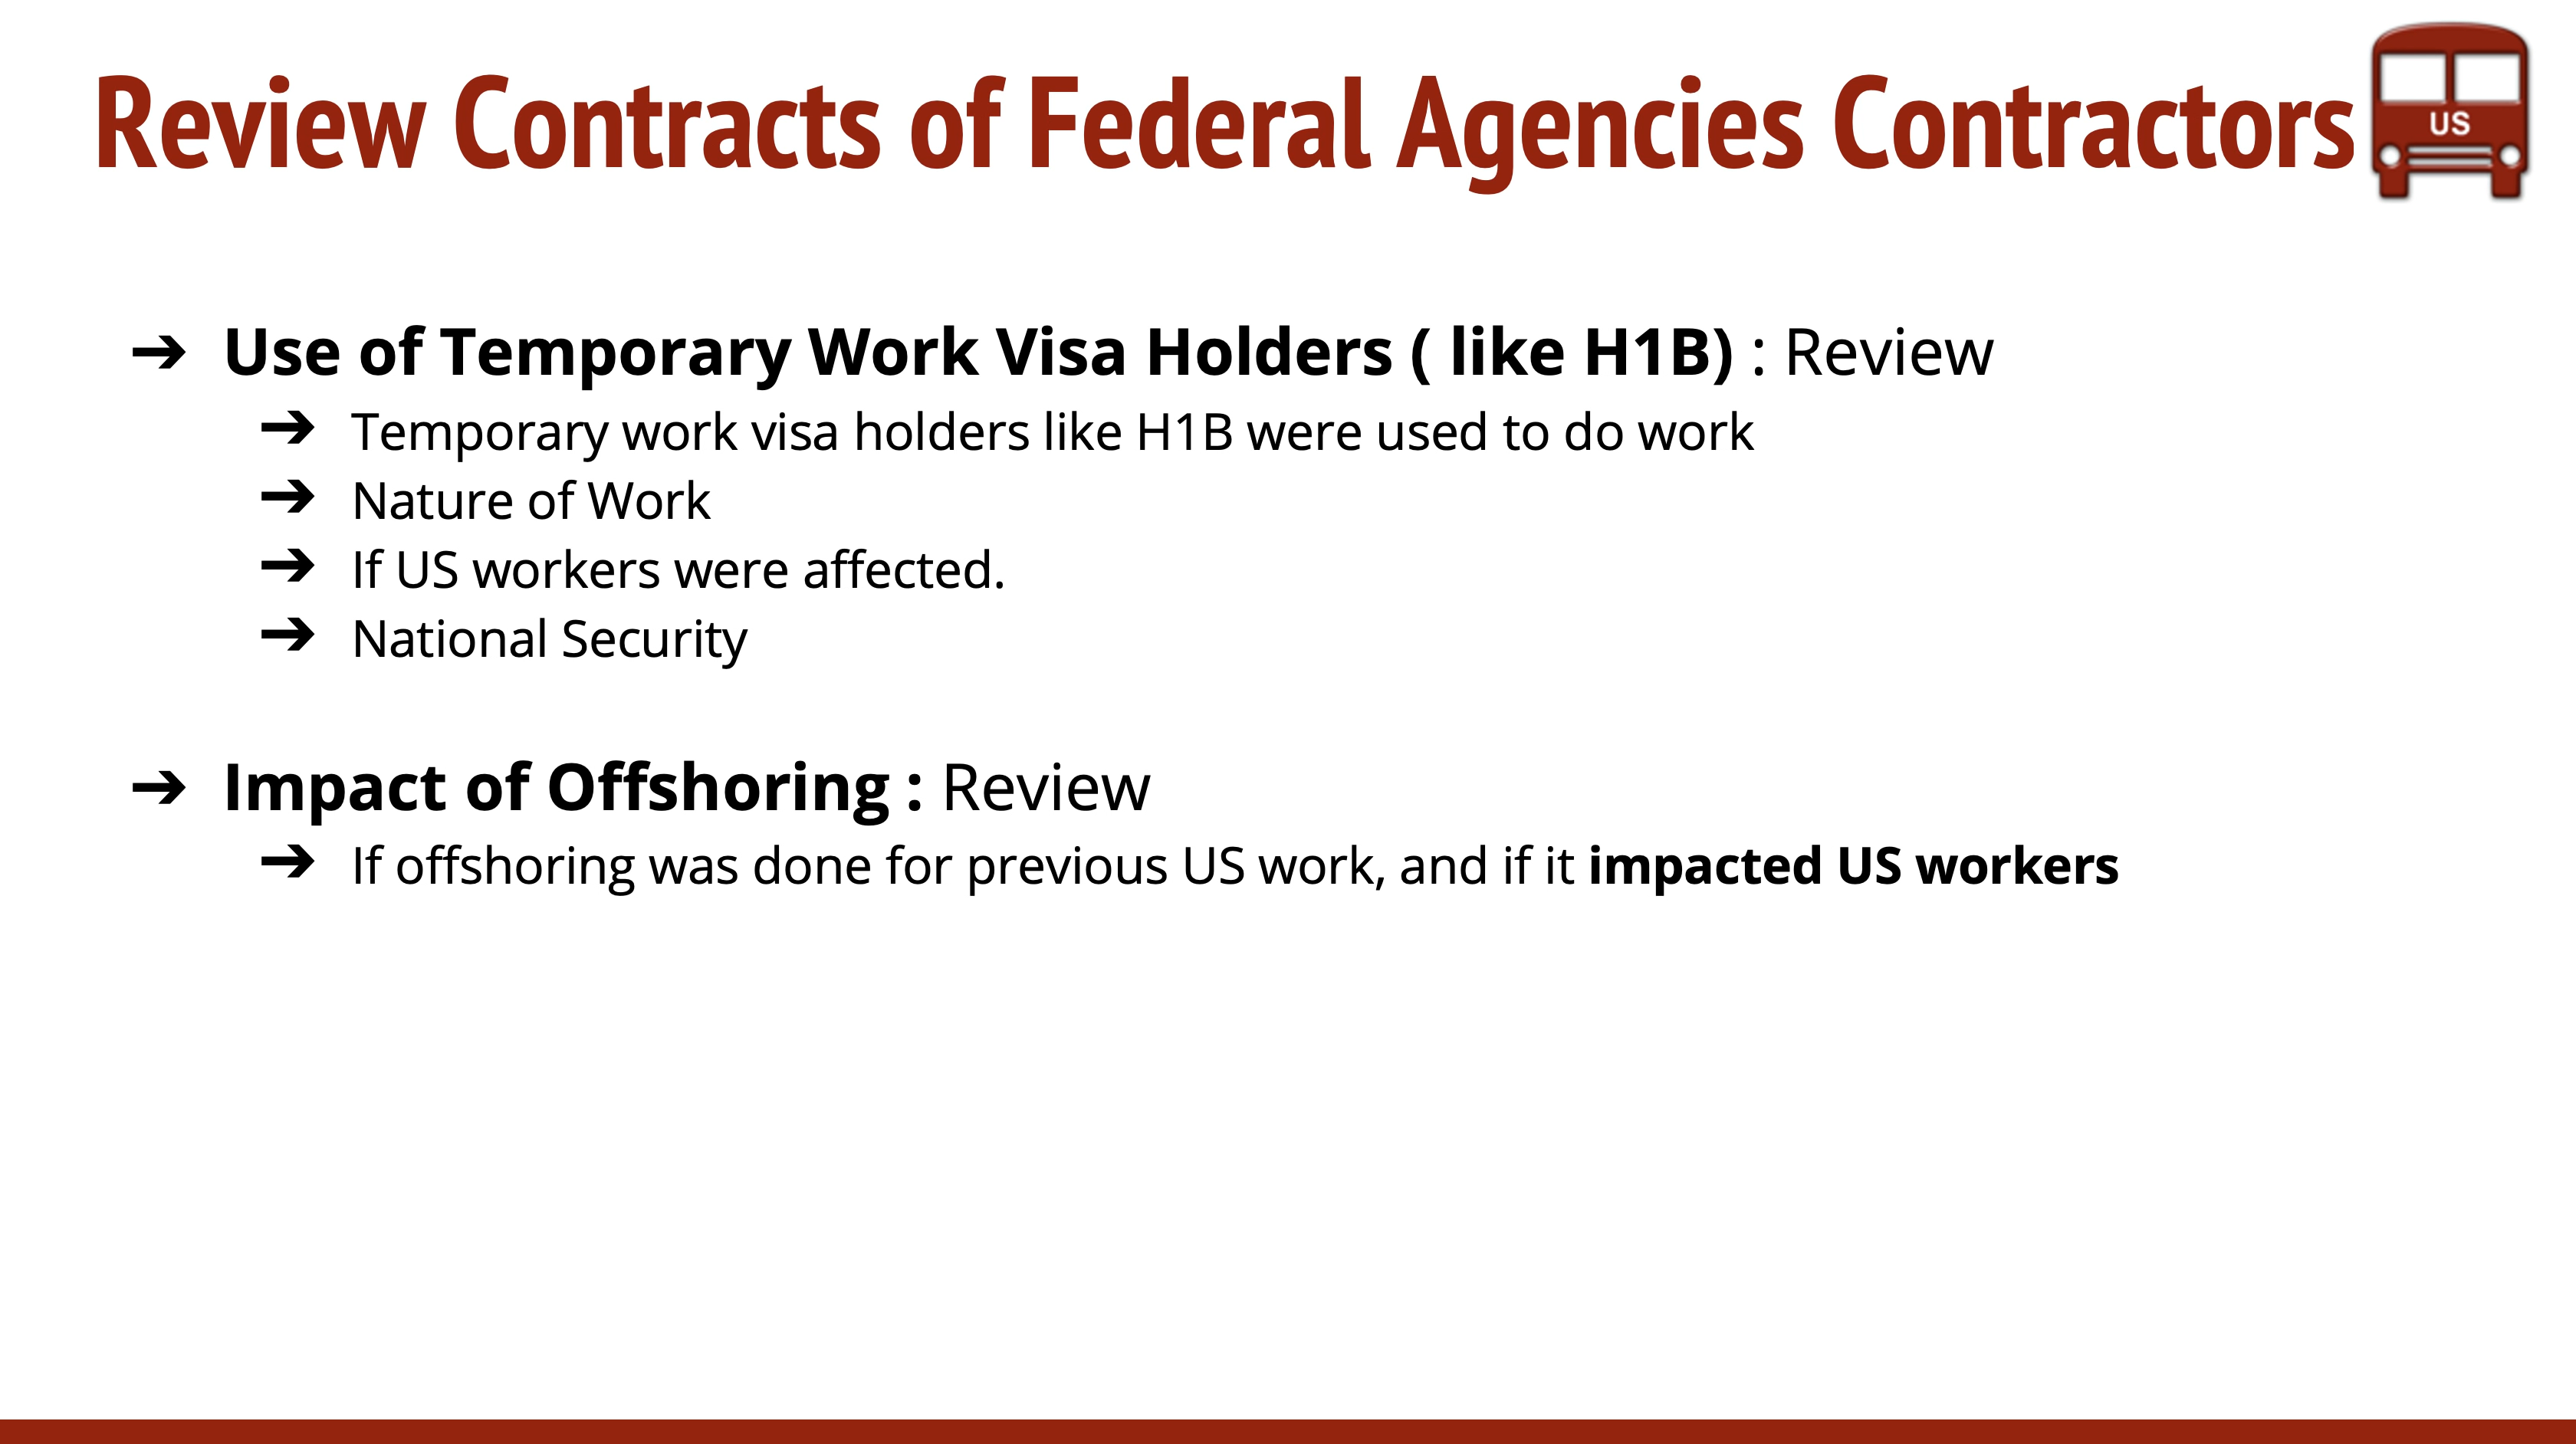 Review Contracts of Federal Agencies Contractors
US
➔ Use of Temporary Work Visa Holders ( like H1B) : Review
➔ Temporary work visa holders like H1B were used to do work
➔ Nature of Work
➔ If US workers were affected.
➔ National Security
➔ Impact of Offshoring : Review
➔ If offshoring was done for previous US work, and if it impacted US workers